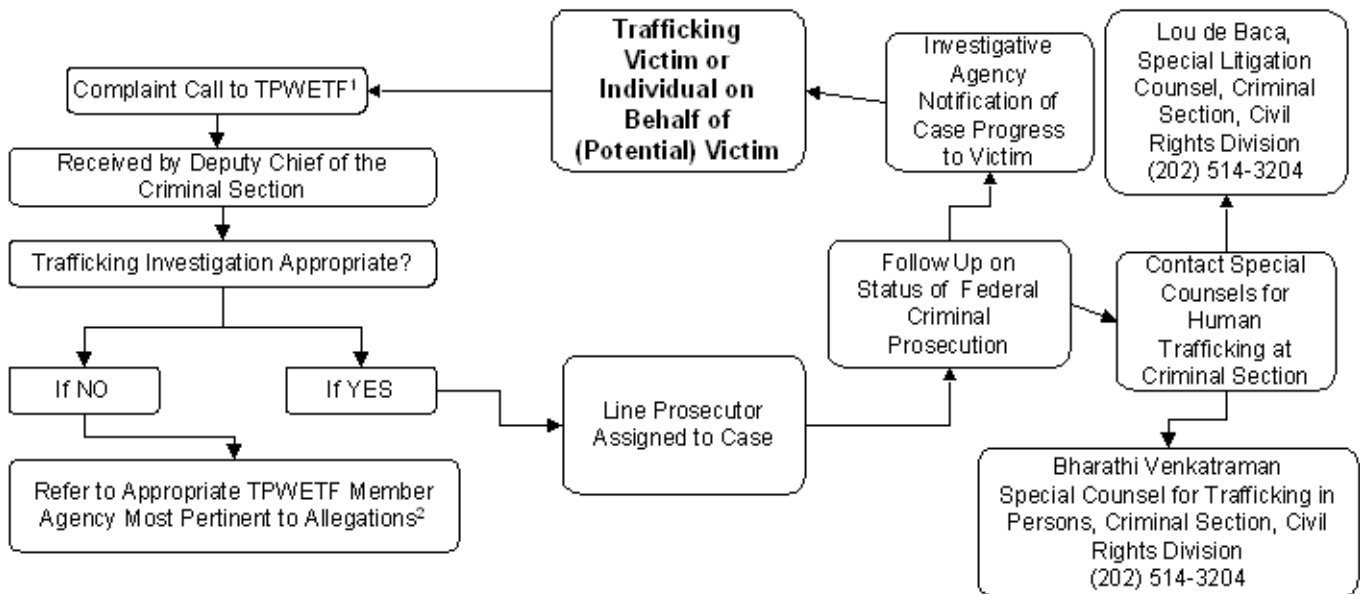 Trafficking
Victim or
Individual on
Behalf of
(Potential) Victim
Complaint Call to TPWETF¹
Received by Deputy Chief of the
Criminal Section
Trafficking Investigation Appropriate?
If NO
If YES
Refer to Appropriate TPWETF Member
Agency Most Pertinent to Allegations²
Line Prosecutor
Assigned to Case
Follow Up on
Status of Federal
Criminal
Prosecution
Investigative
Agency
Notification of
Case Progress
to Victim
Contact Special
Counsels for
Human
Trafficking at
Criminal Section
Lou de Baca,
Special Litigation
Counsel, Criminal
Section, Civil
Rights Division
(202) 514-3204
Bharathi Venkatraman
Special Counsel for Trafficking in
Persons, Criminal Section, Civil
Rights Division
(202) 514-3204